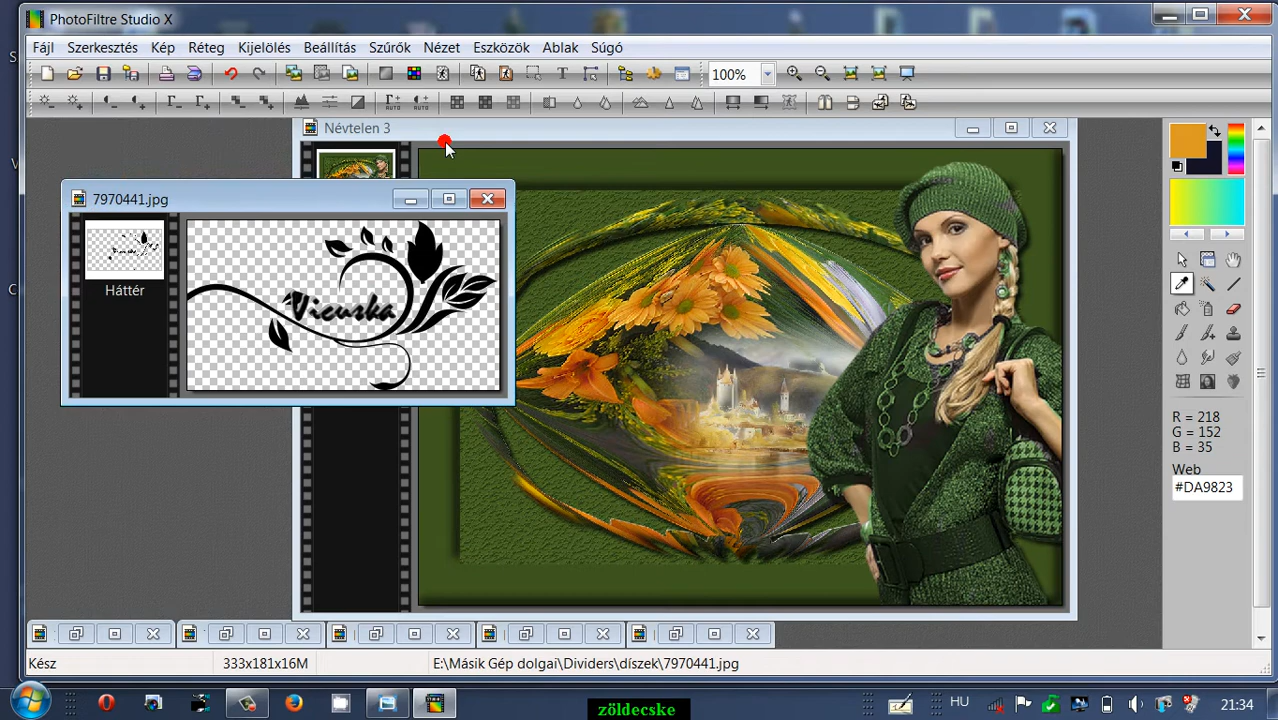 PhotoFiltre Studio X
Fájl Szerkesztés Kép Réteg Kijelölés Beállítás Szűrők Nézet Eszközök Ablak Súgó
100%
AUTO AUTO
Névtelen 3
7970441.jpg
Háttér
Vicuska
R = 218
G = 152
B = 35
Web
#DA9823
Kész 333x181x16M E:\Másik Gép dolgai\Dividers/díszek\7970441.jpg
zöldecske
HU
21:34